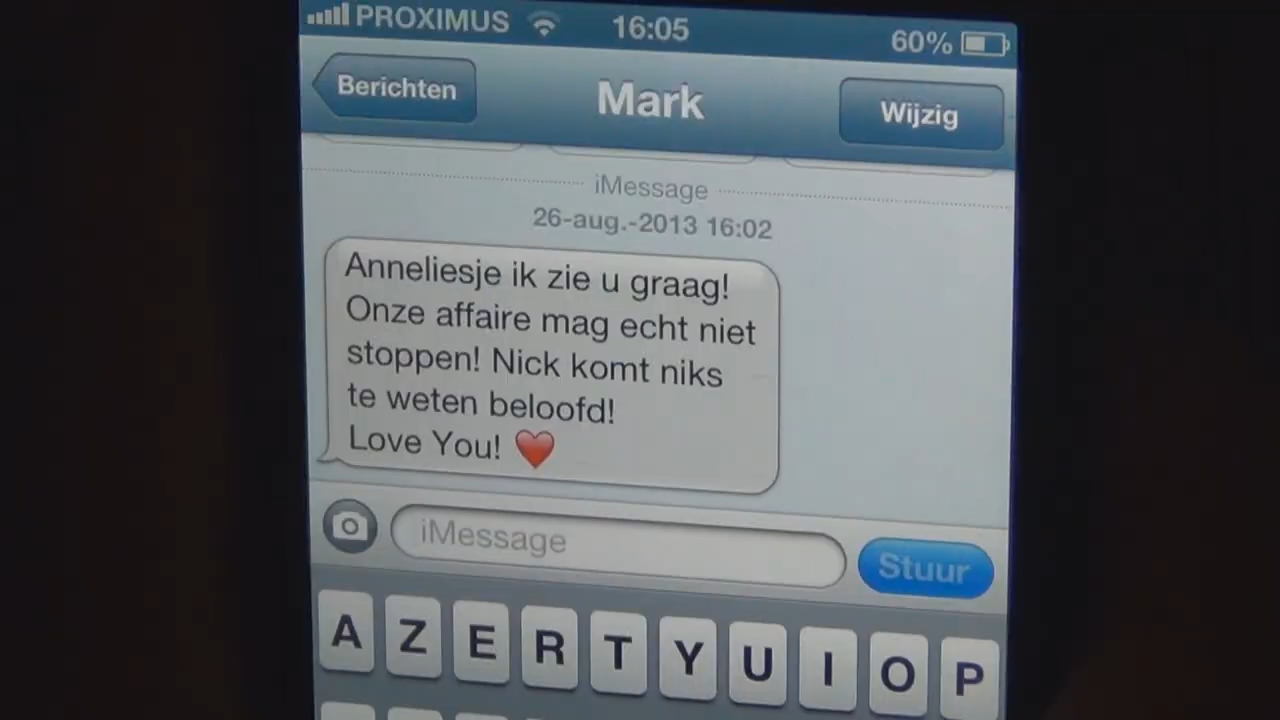 PROXIMUS 16:05 60%
Berichten Mark Wijzig
iMessage
26-aug.-2013 16:02
Anneliesje ik zie u graag!
Onze affaire mag echt niet
stoppen! Nick komt niks
te weten beloofd!
Love You! ❤️
iMessage Stuur
A Z E R T Y U I O P